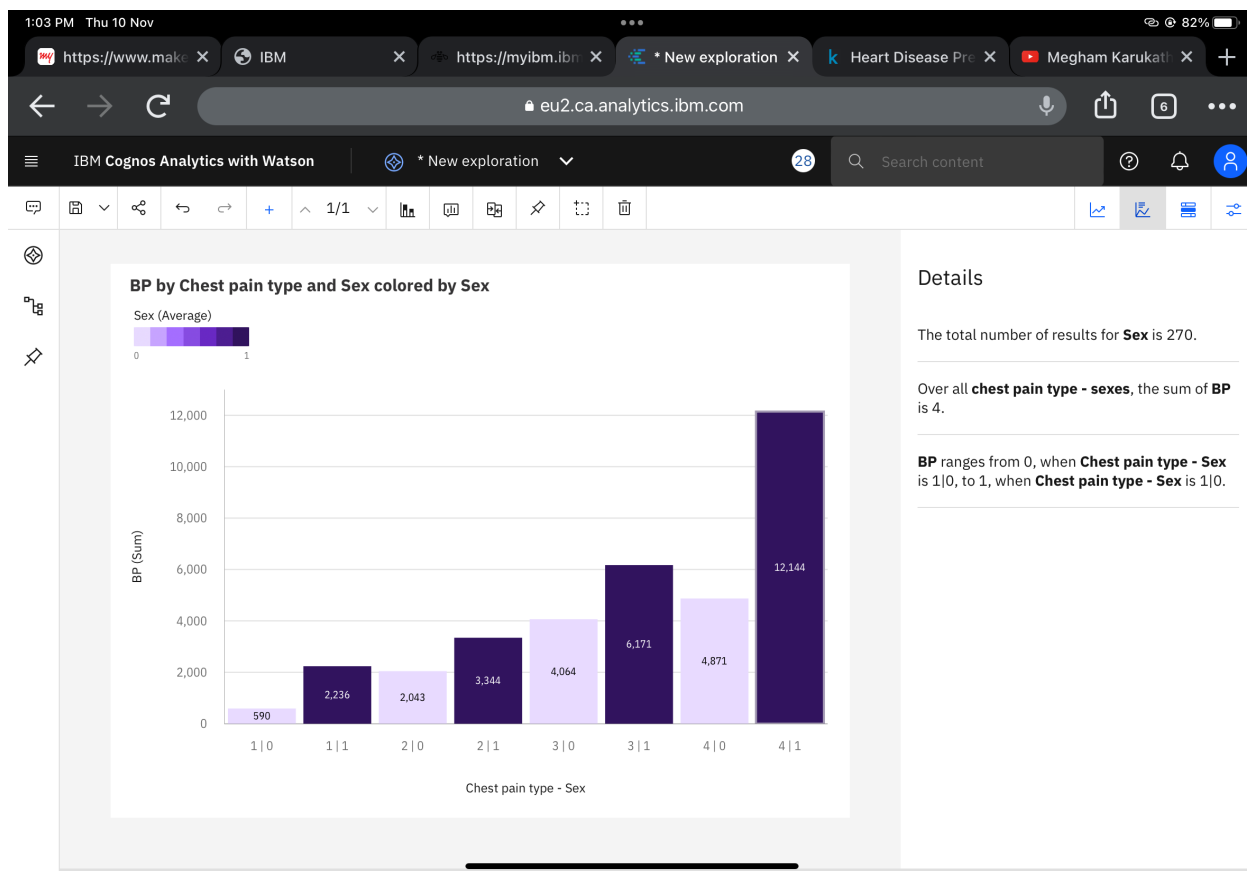 1:03 PM Thu 10 Nov
82%
my https://www.make
IBM
https://myibm.ibm
* New exploration
k Heart Disease Pre
Megham Karukath
eu2.ca.analytics.ibm.com
6
IBM Cognos Analytics with Watson
* New exploration
28
Search content
1/1
BP by Chest pain type and Sex colored by Sex
Sex (Average)
0 1
BP (Sum)
12,000
10,000
8,000
6,000
4,000
2,000
0
590
2,236
2,043
3,344
4,064
6,171
4,871
12,144
1|0 1|1 2|0 2|1 3|0 3|1 4|0 4|1
Chest pain type - Sex
Details
The total number of results for Sex is 270.
Over all chest pain type - sexes, the sum of BP
is 4.
BP ranges from 0, when Chest pain type - Sex
is 1|0, to 1, when Chest pain type - Sex is 1|0.